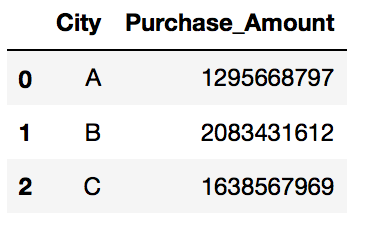 City Purchase_Amount
0 A 1295668797
1 B 2083431612
2 C 1638567969